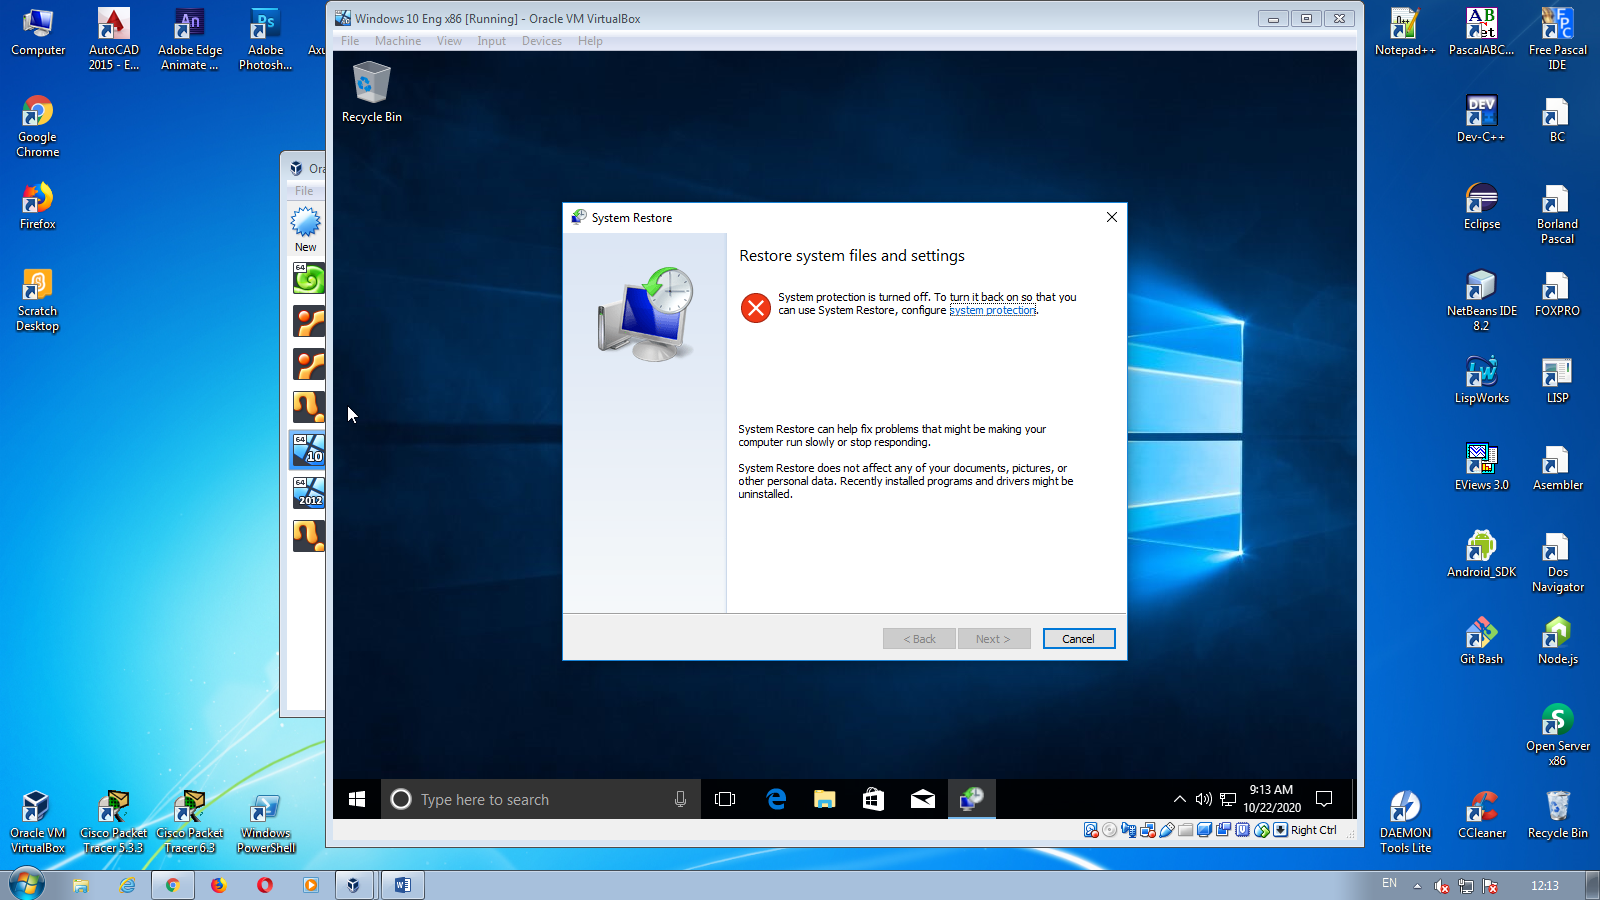 Computer
AutoCAD
2015 - E...
Adobe Edge
Animate ...
Adobe
Photosh...
Google
Chrome
Firefox
Scratch
Desktop
File
New
64
64
10
64
2012
Windows 10 Eng x86 [Running] - Oracle VM VirtualBox
File Machine View Input Devices Help
Recycle Bin
System Restore
Restore system files and settings
System protection is turned off. To turn it back on so that you
can use System Restore, configure system protection.
System Restore can help fix problems that might be making your
computer run slowly or stop responding.
System Restore does not affect any of your documents, pictures, or
other personal data. Recently installed programs and drivers might be
uninstalled.
< Back Next > Cancel
Type here to search
9:13 AM
10/22/2020
Right Ctrl
Notepad++
PascalABC...
Free Pascal
IDE
Dev-C++
BC
Eclipse
Borland
Pascal
NetBeans IDE
8.2
FOXPRO
LispWorks
LISP
EViews 3.0
Asembler
Android_SDK
Dos
Navigator
Git Bash
Node.js
Open Server
x86
Oracle VM
VirtualBox
Cisco Packet
Tracer 5.3.3
Cisco Packet
Tracer 6.3
Windows
PowerShell
DAEMON
Tools Lite
CCleaner
Recycle Bin
EN
12:13